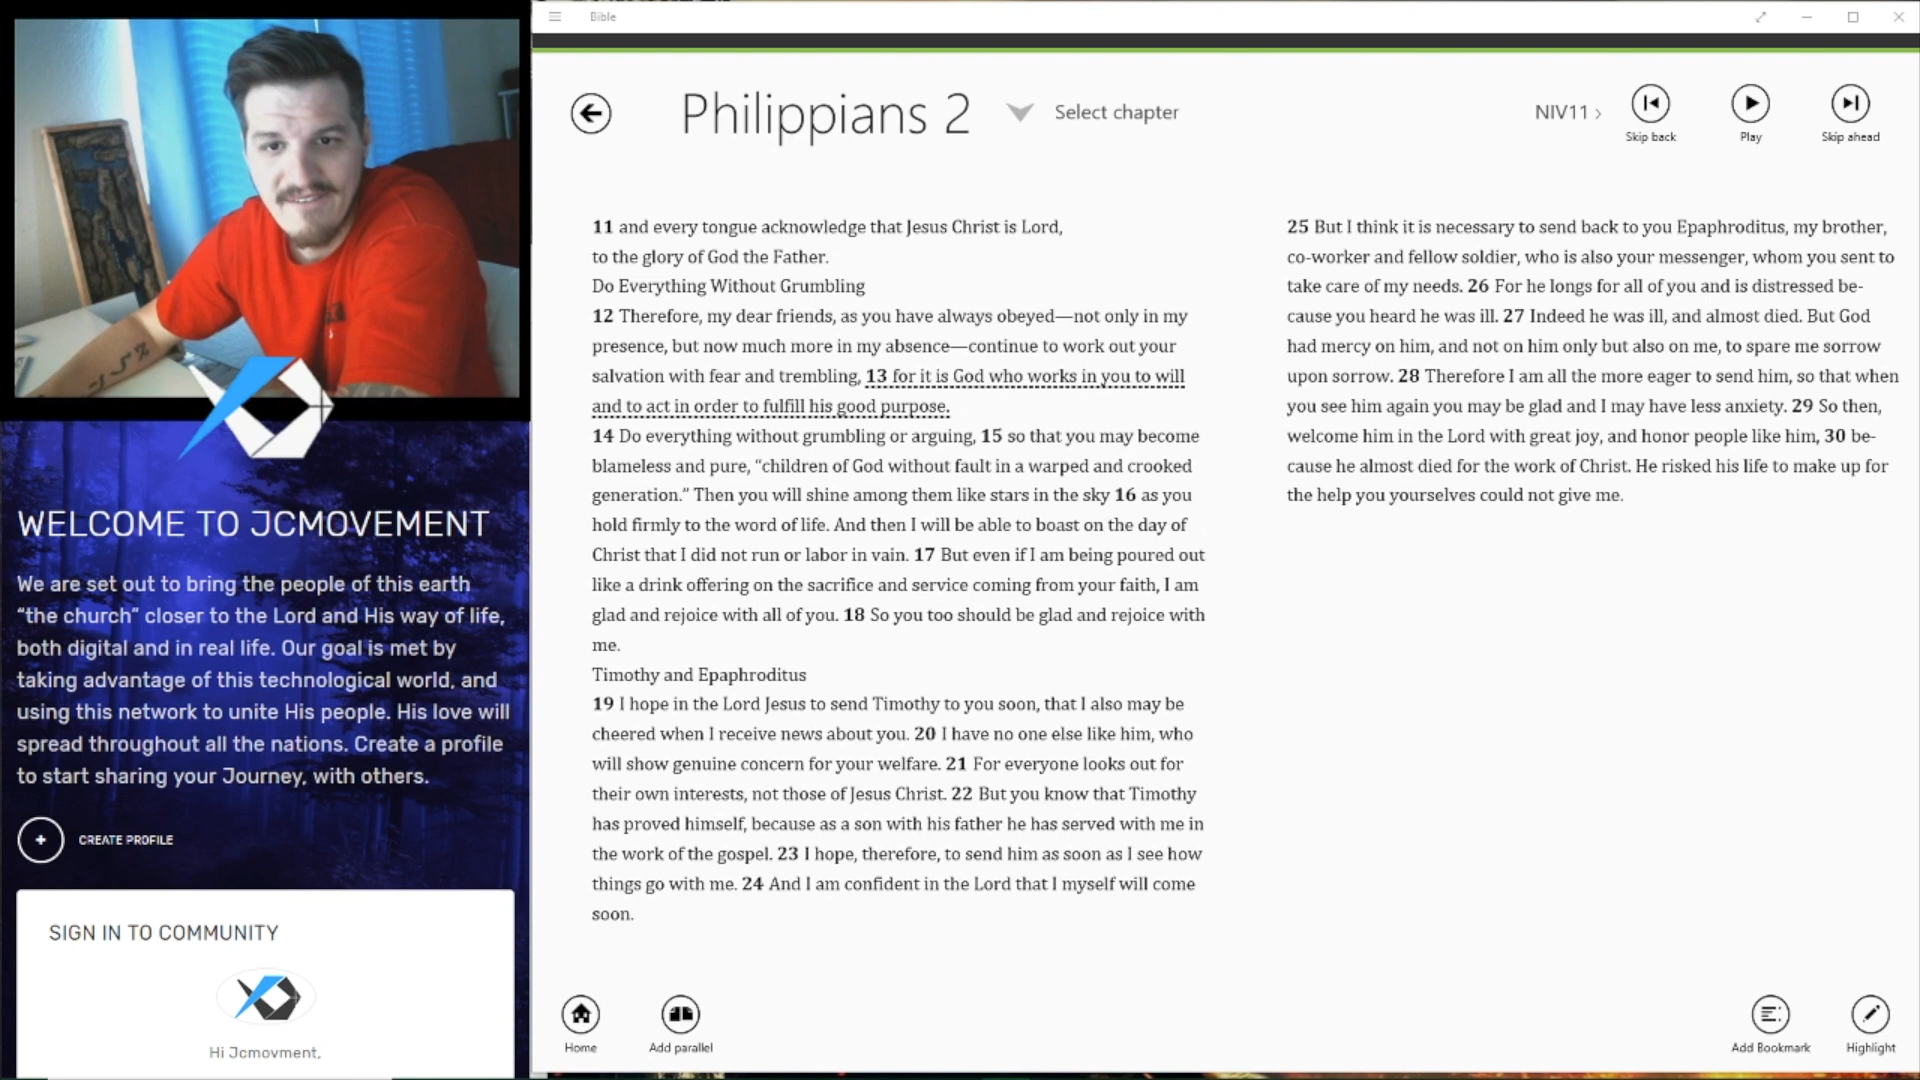 WELCOME TO JCMOVEMENT
We are set out to bring the people of this earth
“the church” closer to the Lord and His way of life,
both digital and in real life. Our goal is met by
taking advantage of this technological world, and
using this network to unite His people. His love will
spread throughout all the nations. Create a profile
to start sharing your Journey, with others.
+ CREATE PROFILE
SIGN IN TO COMMUNITY
Hi Jcmovment,
Bible
Philippians 2
Select chapter
NIV11 ›
Skip back
Play
Skip ahead
11 and every tongue acknowledge that Jesus Christ is Lord,
to the glory of God the Father.
Do Everything Without Grumbling
12 Therefore, my dear friends, as you have always obeyed—not only in my
presence, but now much more in my absence—continue to work out your
salvation with fear and trembling, 13 for it is God who works in you to will
and to act in order to fulfill his good purpose.
14 Do everything without grumbling or arguing, 15 so that you may become
blameless and pure, “children of God without fault in a warped and crooked
generation.” Then you will shine among them like stars in the sky 16 as you
hold firmly to the word of life. And then I will be able to boast on the day of
Christ that I did not run or labor in vain. 17 But even if I am being poured out
like a drink offering on the sacrifice and service coming from your faith, I am
glad and rejoice with all of you. 18 So you too should be glad and rejoice with
me.
Timothy and Epaphroditus
19 I hope in the Lord Jesus to send Timothy to you soon, that I also may be
cheered when I receive news about you. 20 I have no one else like him, who
will show genuine concern for your welfare. 21 For everyone looks out for
their own interests, not those of Jesus Christ. 22 But you know that Timothy
has proved himself, because as a son with his father he has served with me in
the work of the gospel. 23 I hope, therefore, to send him as soon as I see how
things go with me. 24 And I am confident in the Lord that I myself will come
soon.
25 But I think it is necessary to send back to you Epaphroditus, my brother,
co-worker and fellow soldier, who is also your messenger, whom you sent to
take care of my needs. 26 For he longs for all of you and is distressed be-
cause you heard he was ill. 27 Indeed he was ill, and almost died. But God
had mercy on him, and not on him only but also on me, to spare me sorrow
upon sorrow. 28 Therefore I am all the more eager to send him, so that when
you see him again you may be glad and I may have less anxiety. 29 So then,
welcome him in the Lord with great joy, and honor people like him, 30 be-
cause he almost died for the work of Christ. He risked his life to make up for
the help you yourselves could not give me.
Home
Add parallel
Add Bookmark
Highlight